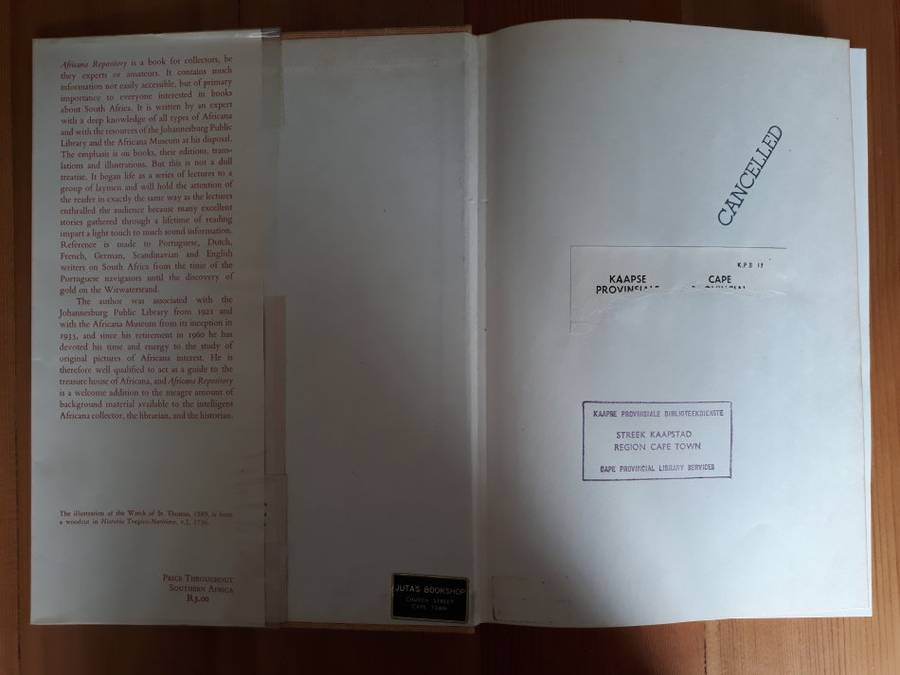 Africana Repository is a book for collectors, be
they experts or amateurs. It contains much
information not easily accessible, but of primary
importance to everyone interested in books
about South Africa. It is written by an expert
with a deep knowledge of all types of Africana
and with the resources of the Johannesburg Public
Library and the Africana Museum at his disposal.
The emphasis is on books, their editions, trans-
lations and illustrations. But this is not a dull
treatise. It began life as a series of lectures to a
group of laymen and will hold the attention of
the reader in exactly the same way as the lectures
enthralled the audience because many excellent
stories gathered through a lifetime of reading
impart a light touch to much sound information.
Reference is made to Portuguese, Dutch,
French, German, Scandinavian and English
writers on South Africa from the time of the
Portuguese navigators until the discovery of
gold on the Witwatersrand.
The author was associated with the
Johannesburg Public Library from 1921 and
with the Africana Museum from its inception in
1935, and since his retirement in 1960 he has
devoted his time and energy to the study of
original pictures of Africana interest. He is
therefore well qualified to act as a guide to the
treasure house of Africana, and Africana Repository
is a welcome addition to the meagre amount of
background material available to the intelligent
Africana collector, the librarian, and the historian.
The illustration of the Wreck of St. Thomas, 1589, is from
a woodcut in Historia Tragico-Maritima, v.2, 1736.
PRICE THROUGHOUT
SOUTHERN AFRICA
R3.00
JUTA'S BOOKSHOP
CHURCH STREET
CAPE TOWN
CANCELLED
K.P.B 12
KAAPSE CAPE
PROVINSIALE PROVINCIAL
KAAPSE PROVINSIALE BIBLIOTEEKDIENSTE
STREEK KAAPSTAD
REGION CAPE TOWN
CAPE PROVINCIAL LIBRARY SERVICES